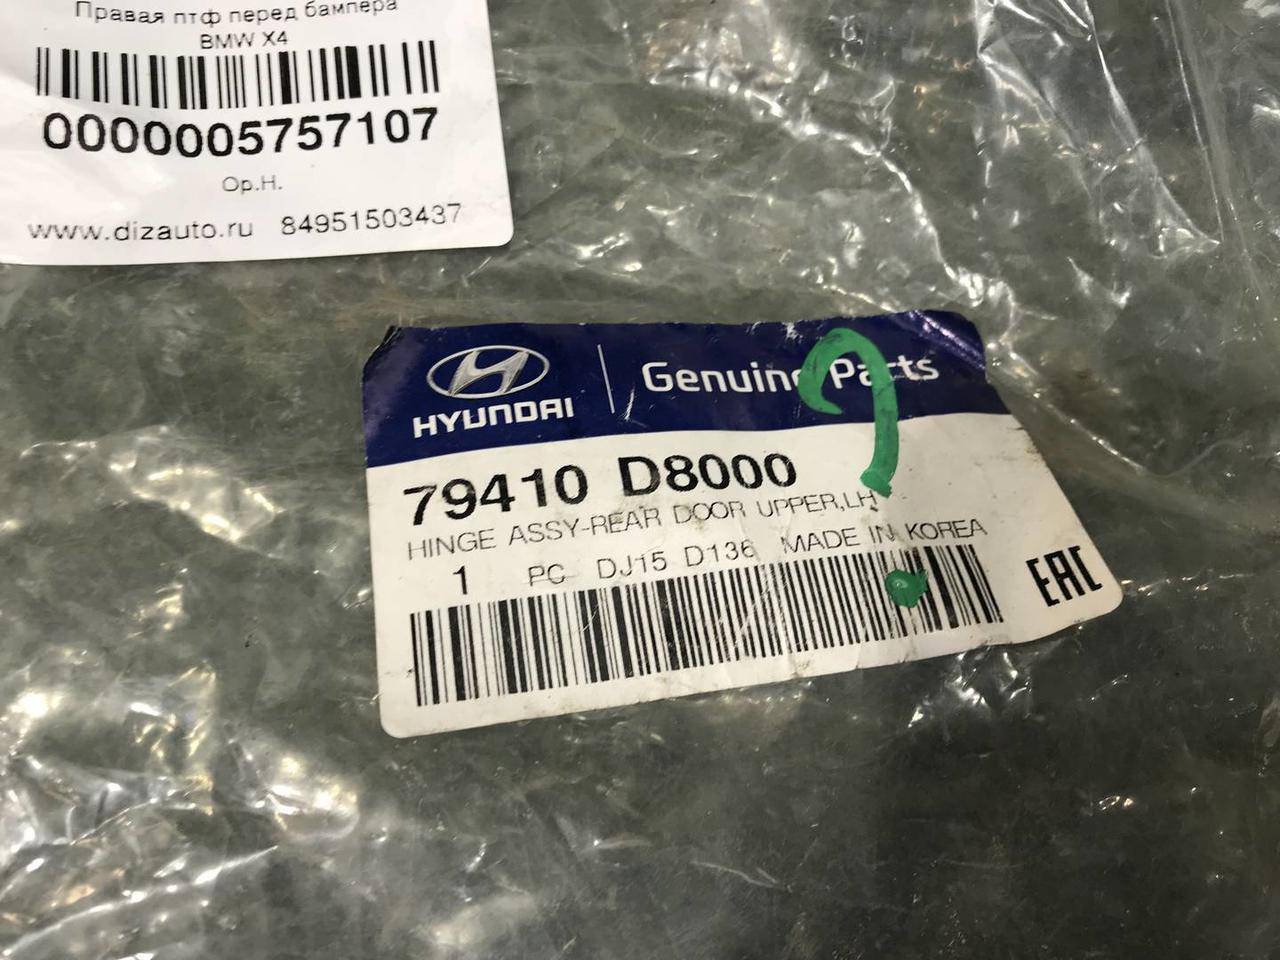 Правая птф перед бампера
BMW X4
0000005757107
Ор.Н.
www.dizauto.ru 84951503437
HYUNDAI
Genuine Parts
79410 D8000
HINGE ASSY-REAR DOOR UPPER,LH
1 PC DJ15 D136 MADE IN KOREA
EAC